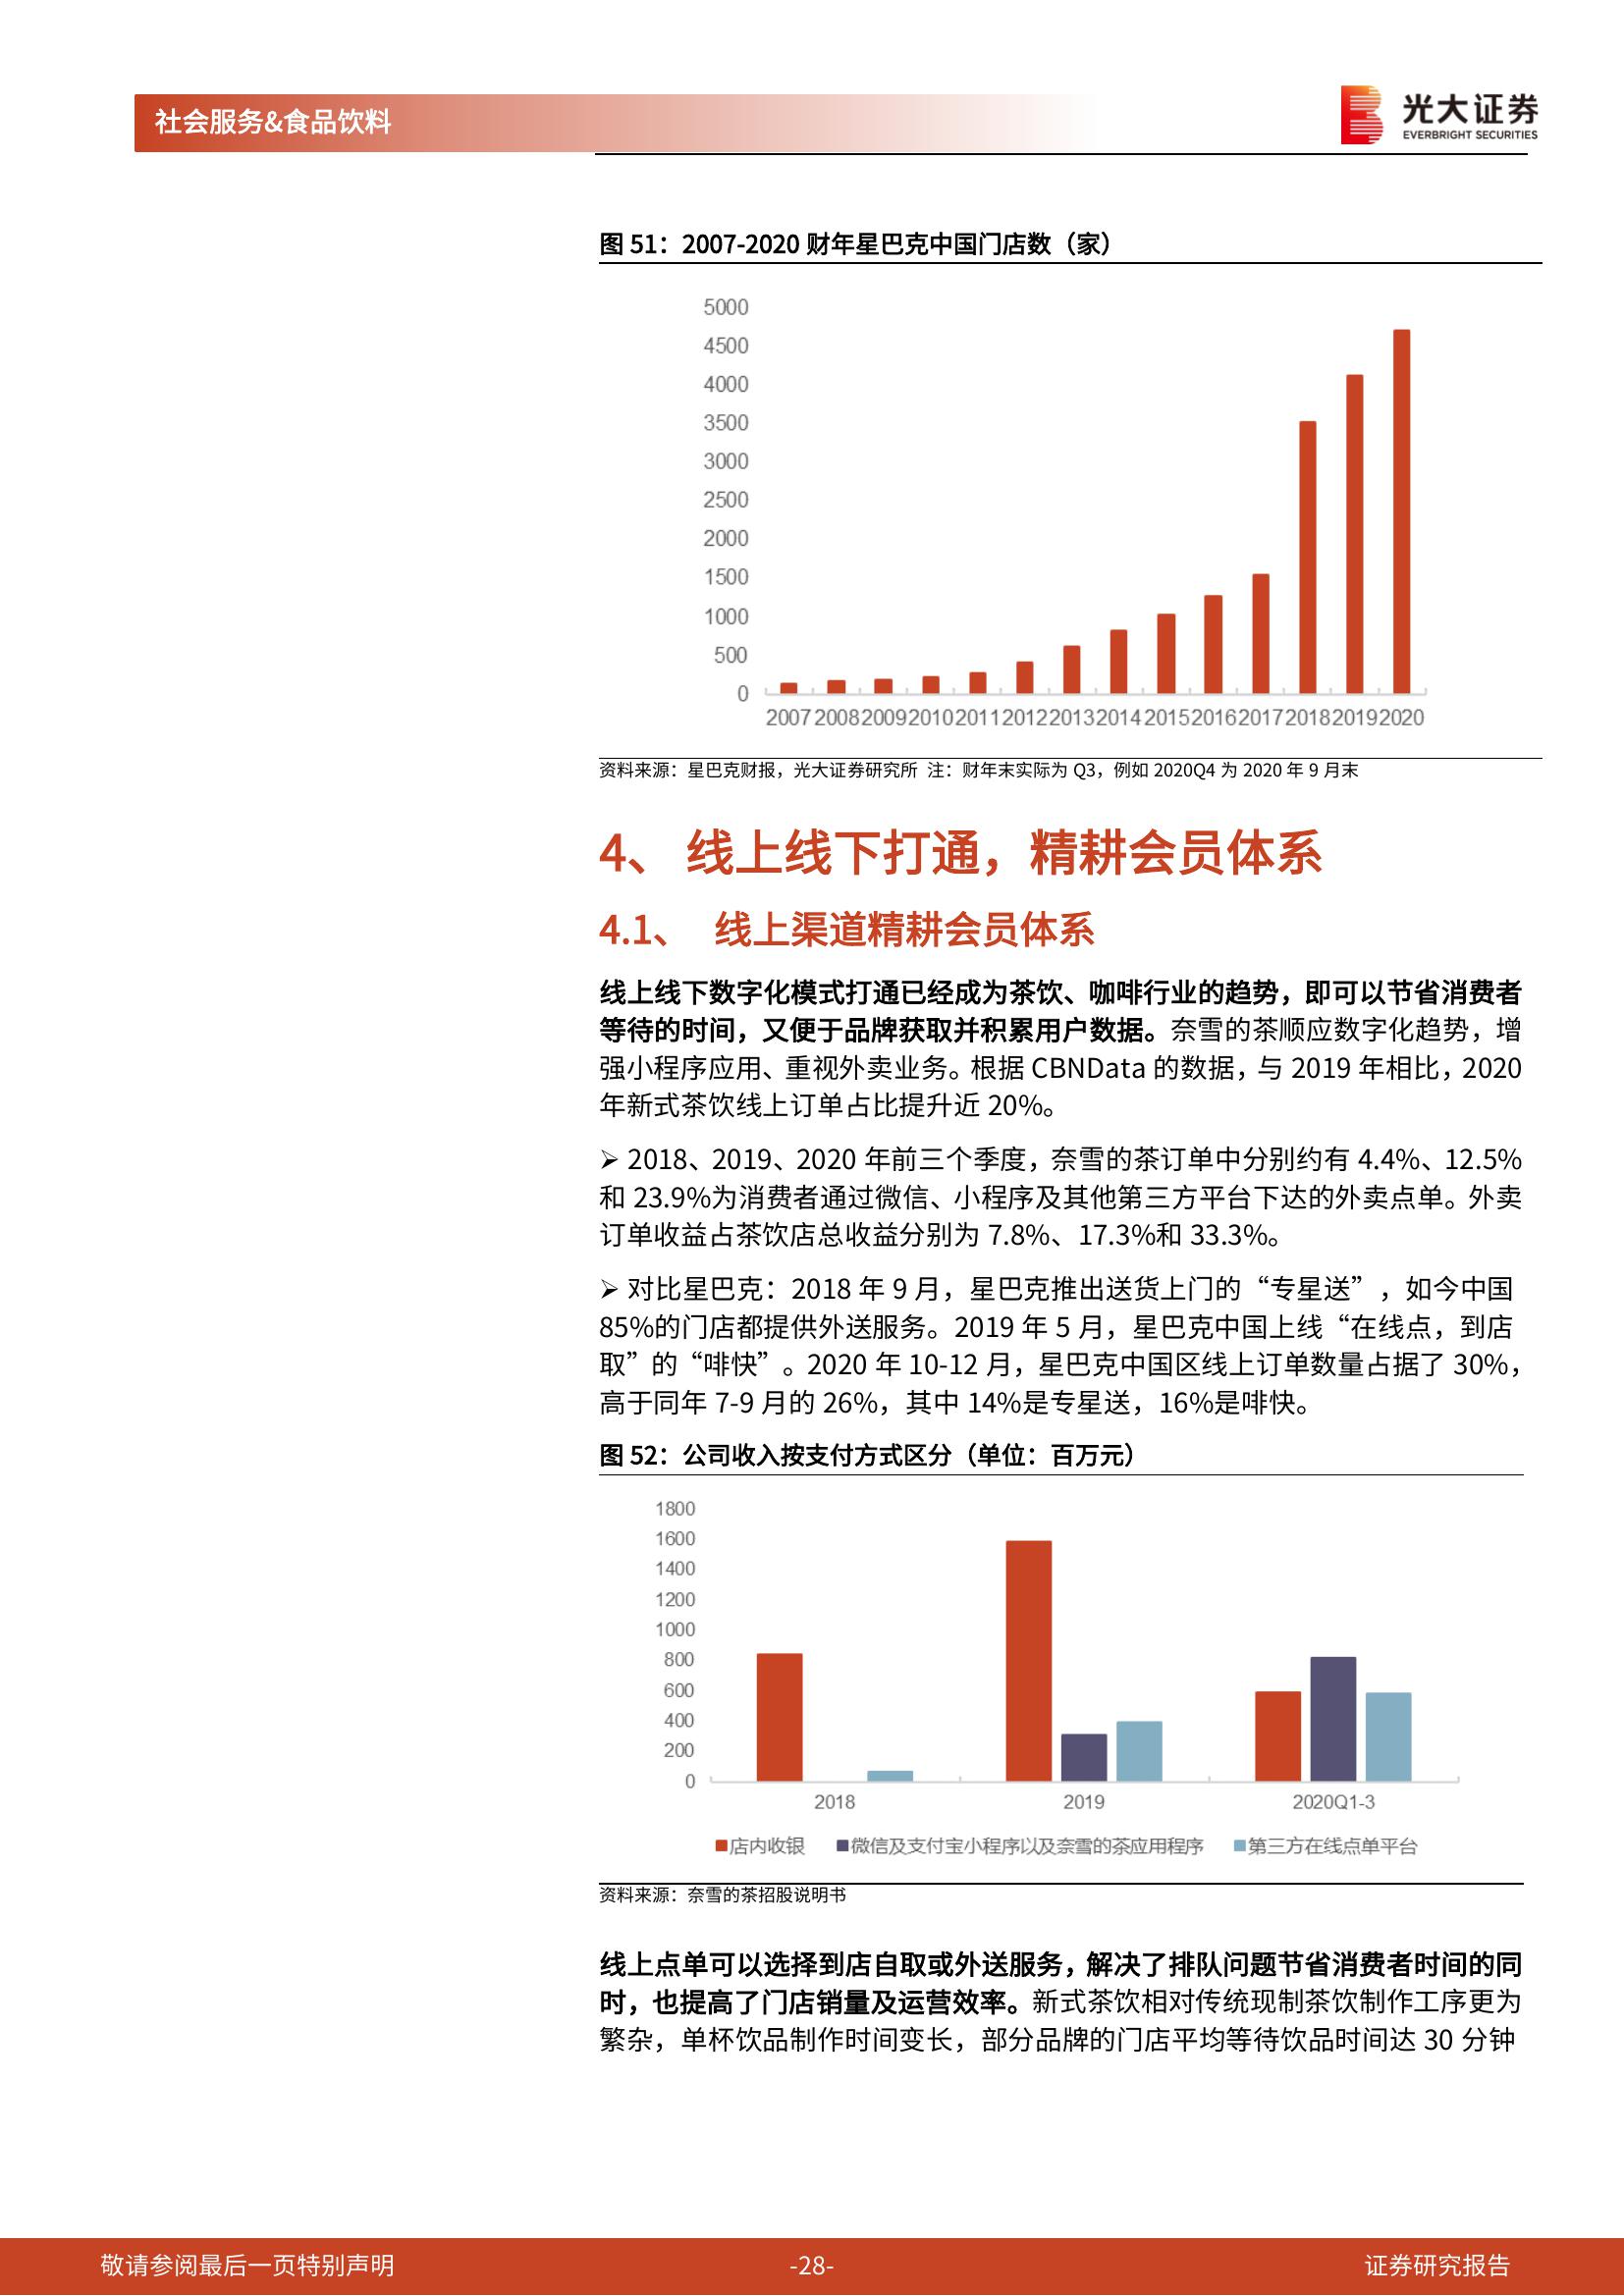 社会服务&食品饮料
光大证券
EVERBRIGHT SECURITIES
图 51：2007-2020 财年星巴克中国门店数（家）
5000
4500
4000
3500
3000
2500
2000
1500
1000
500
0
2007 2008 2009 2010 2011 2012 2013 2014 2015 2016 2017 2018 2019 2020
资料来源：星巴克财报，光大证券研究所 注：财年末实际为 Q3，例如 2020Q4 为 2020 年 9 月末
4、 线上线下打通，精耕会员体系
4.1、 线上渠道精耕会员体系
线上线下数字化模式打通已经成为茶饮、咖啡行业的趋势，即可以节省消费者
等待的时间，又便于品牌获取并积累用户数据。奈雪的茶顺应数字化趋势，增
强小程序应用、重视外卖业务。根据 CBNData 的数据，与 2019 年相比，2020
年新式茶饮线上订单占比提升近 20%。
➢ 2018、2019、2020 年前三个季度，奈雪的茶订单中分别约有 4.4%、12.5%
和 23.9%为消费者通过微信、小程序及其他第三方平台下达的外卖点单。外卖
订单收益占茶饮店总收益分别为 7.8%、17.3%和 33.3%。
➢ 对比星巴克：2018 年 9 月，星巴克推出送货上门的“专星送”，如今中国
85%的门店都提供外送服务。2019 年 5 月，星巴克中国上线“在线点，到店
取”的“啡快”。2020 年 10-12 月，星巴克中国区线上订单数量占据了 30%，
高于同年 7-9 月的 26%，其中 14%是专星送，16%是啡快。
图 52：公司收入按支付方式区分（单位：百万元）
1800
1600
1400
1200
1000
800
600
400
200
0
2018 2019 2020Q1-3
店内收银 微信及支付宝小程序以及奈雪的茶应用程序 第三方在线点单平台
资料来源：奈雪的茶招股说明书
线上点单可以选择到店自取或外送服务，解决了排队问题节省消费者时间的同
时，也提高了门店销量及运营效率。新式茶饮相对传统现制茶饮制作工序更为
繁杂，单杯饮品制作时间变长，部分品牌的门店平均等待饮品时间达 30 分钟
敬请参阅最后一页特别声明 -28- 证券研究报告